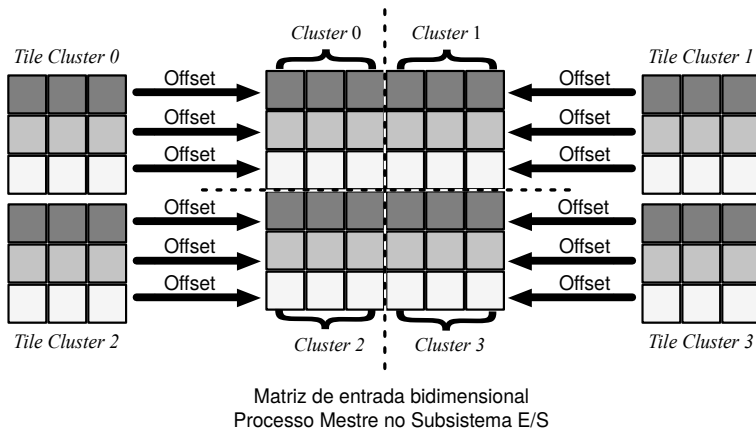 Cluster 0 Cluster 1
Tile Cluster 0 Tile Cluster 1
Offset Offset
Offset Offset
Offset Offset
Offset Offset
Offset Offset
Offset Offset
Tile Cluster 2 Cluster 2 Cluster 3 Tile Cluster 3
Matriz de entrada bidimensional
Processo Mestre no Subsistema E/S